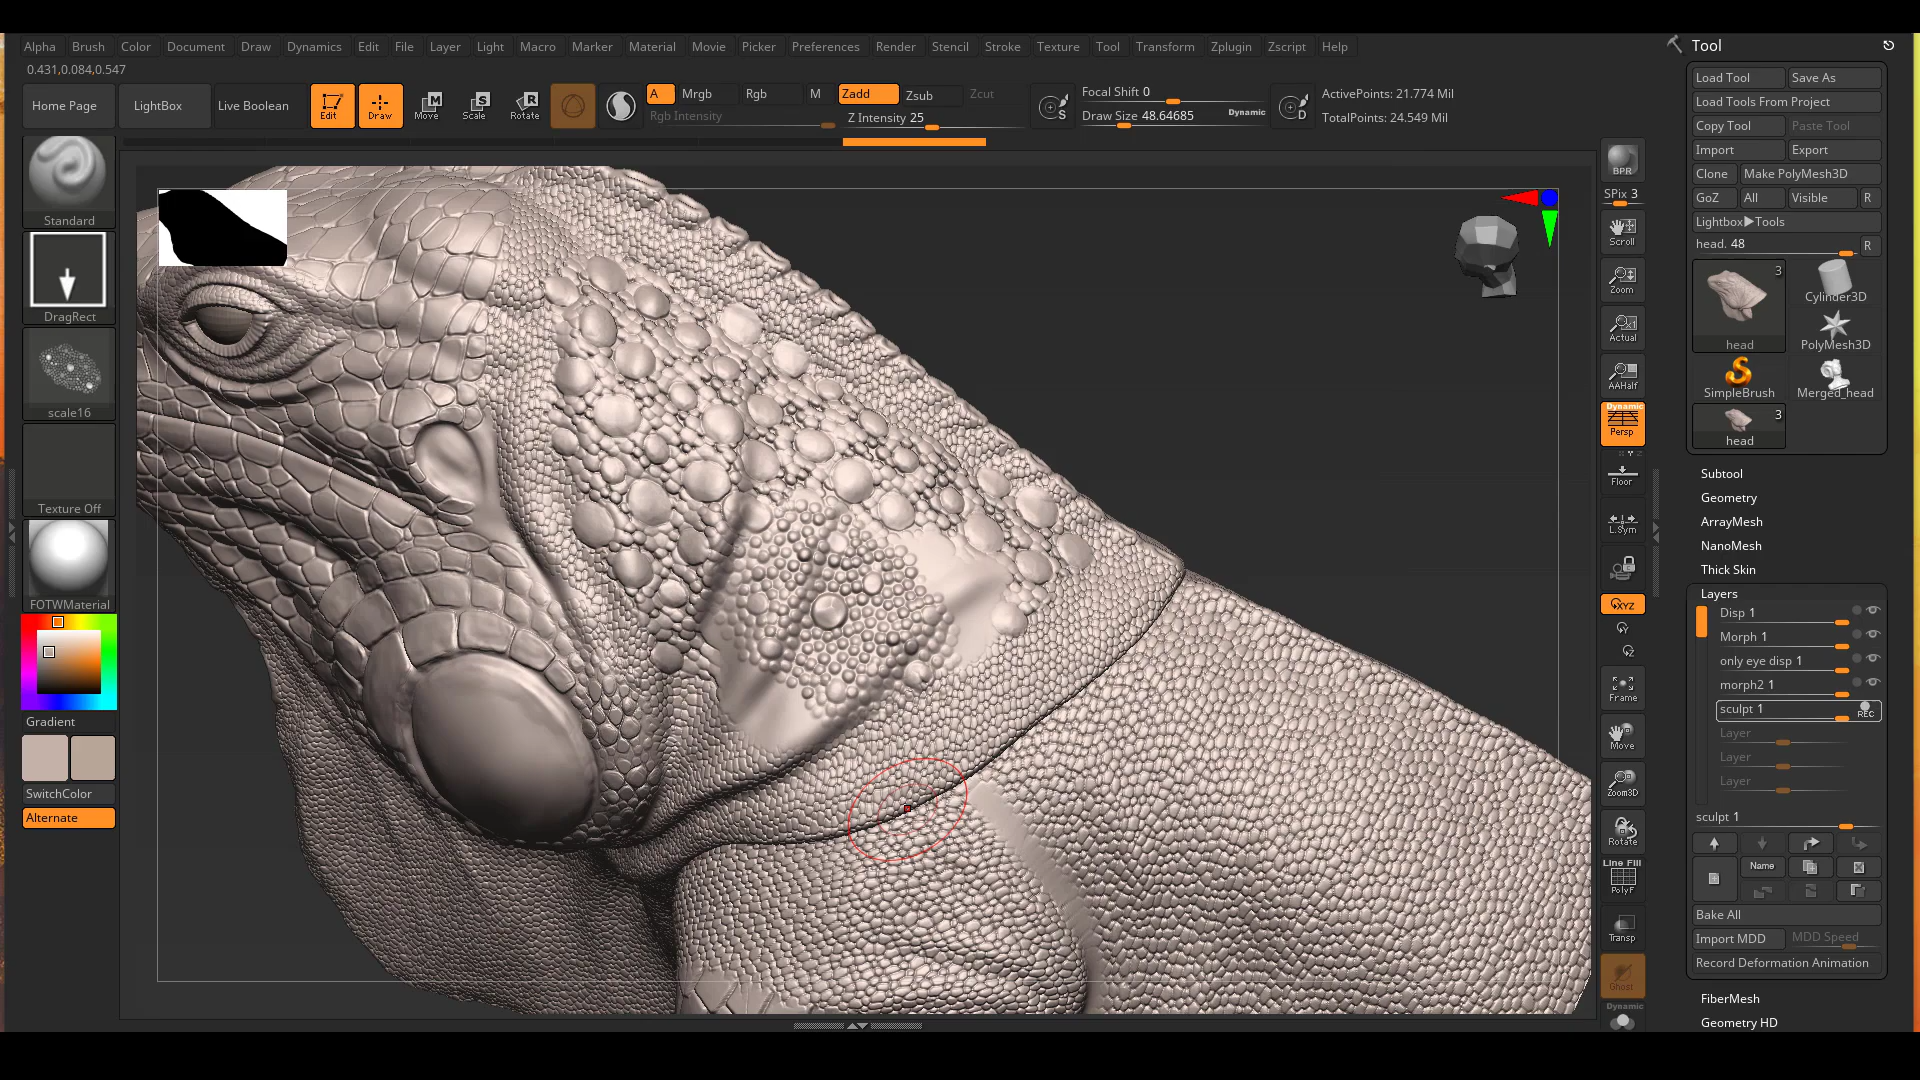 Alpha Brush Color Document Draw Dynamics Edit File Layer Light Macro Marker Material Movie Picker Preferences Render Stencil Stroke Texture Tool Transform Zplugin Zscript Help
0.431,0.084,0.547
Home Page LightBox Live Boolean Edit Draw Move Scale Rotate
A Mrgb Rgb M Zadd Zsub Zcut
Rgb Intensity Z Intensity 25
Focal Shift 0
Draw Size 48.64685 Dynamic
ActivePoints: 21.774 Mil
TotalPoints: 24.549 Mil
Standard
DragRect
scale16
Texture Off
FOTWMaterial
Gradient
SwitchColor
Alternate
BPR
SPix 3
Scroll
Zoom
Actual
AAHalf
Dynamic
Persp
Floor
L.Sym
XYZ
Y
Z
Frame
Move
Zoom3D
Rotate
Line Fill
PolyF
Transp
Ghost
Dynamic
Tool
Load Tool Save As
Load Tools From Project
Copy Tool Paste Tool
Import Export
Clone Make PolyMesh3D
GoZ All Visible R
Lightbox▶Tools
head. 48 R
3
Cylinder3D
head PolyMesh3D
SimpleBrush Merged_head
3
head
Subtool
Geometry
ArrayMesh
NanoMesh
Thick Skin
Layers
Disp 1
Morph 1
only eye disp 1
morph2 1
sculpt 1 REC
Layer
Layer
Layer
sculpt 1
Name
Bake All
Import MDD MDD Speed
Record Deformation Animation
FiberMesh
Geometry HD